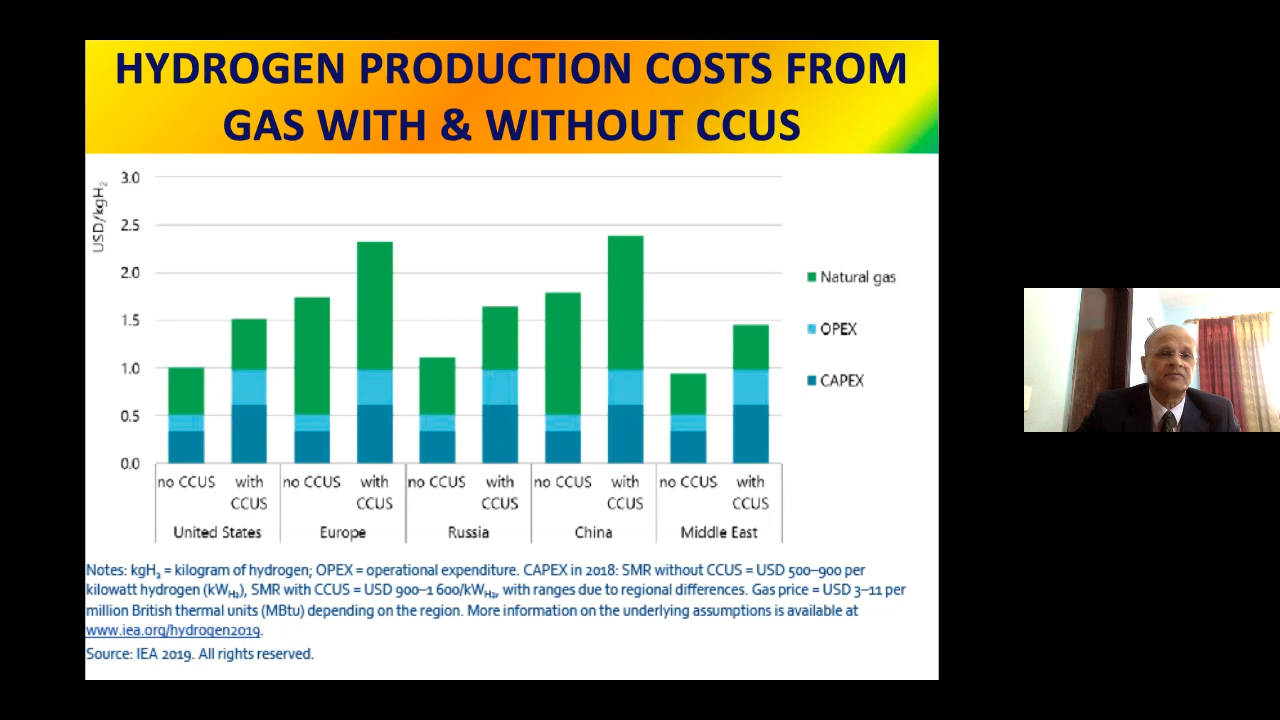 HYDROGEN PRODUCTION COSTS FROM
GAS WITH & WITHOUT CCUS
USD/kgH₂
3.0
2.5
2.0
1.5
1.0
0.5
0.0
Natural gas
OPEX
CAPEX
no CCUS with CCUS no CCUS with CCUS no CCUS with CCUS no CCUS with CCUS no CCUS with CCUS
United States Europe Russia China Middle East
Notes: kgH₂ = kilogram of hydrogen; OPEX = operational expenditure. CAPEX in 2018: SMR without CCUS = USD 500–900 per
kilowatt hydrogen (kWH₂), SMR with CCUS = USD 900–1 600/kWH₂, with ranges due to regional differences. Gas price = USD 3–11 per
million British thermal units (MBtu) depending on the region. More information on the underlying assumptions is available at
www.iea.org/hydrogen2019.
Source: IEA 2019. All rights reserved.